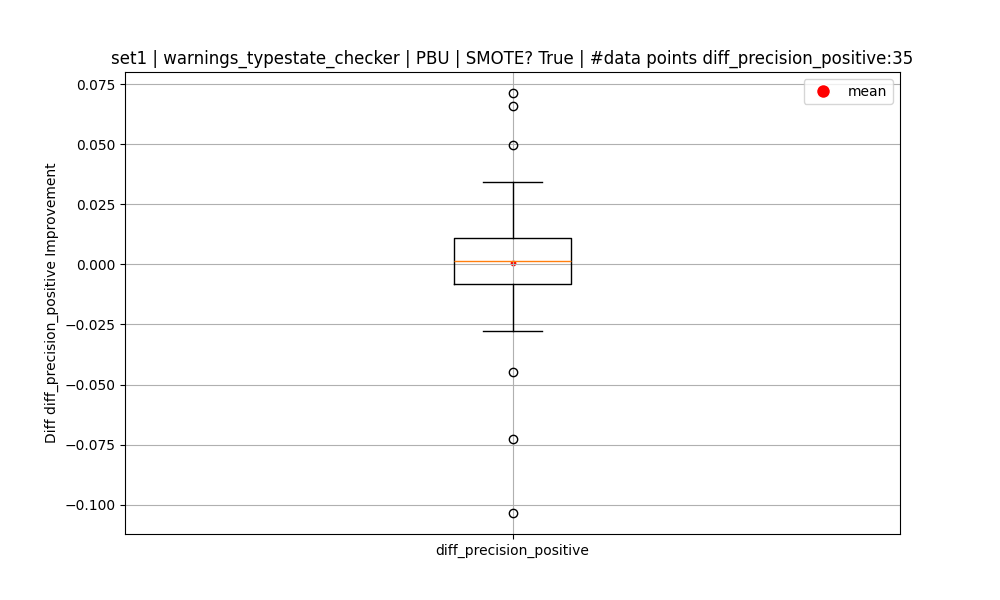 set1 | warnings_typestate_checker | PBU | SMOTE? True | #data points diff_precision_positive:35
mean
Diff diff_precision_positive Improvement
0.075
0.050
0.025
0.000
−0.025
−0.050
−0.075
−0.100
diff_precision_positive